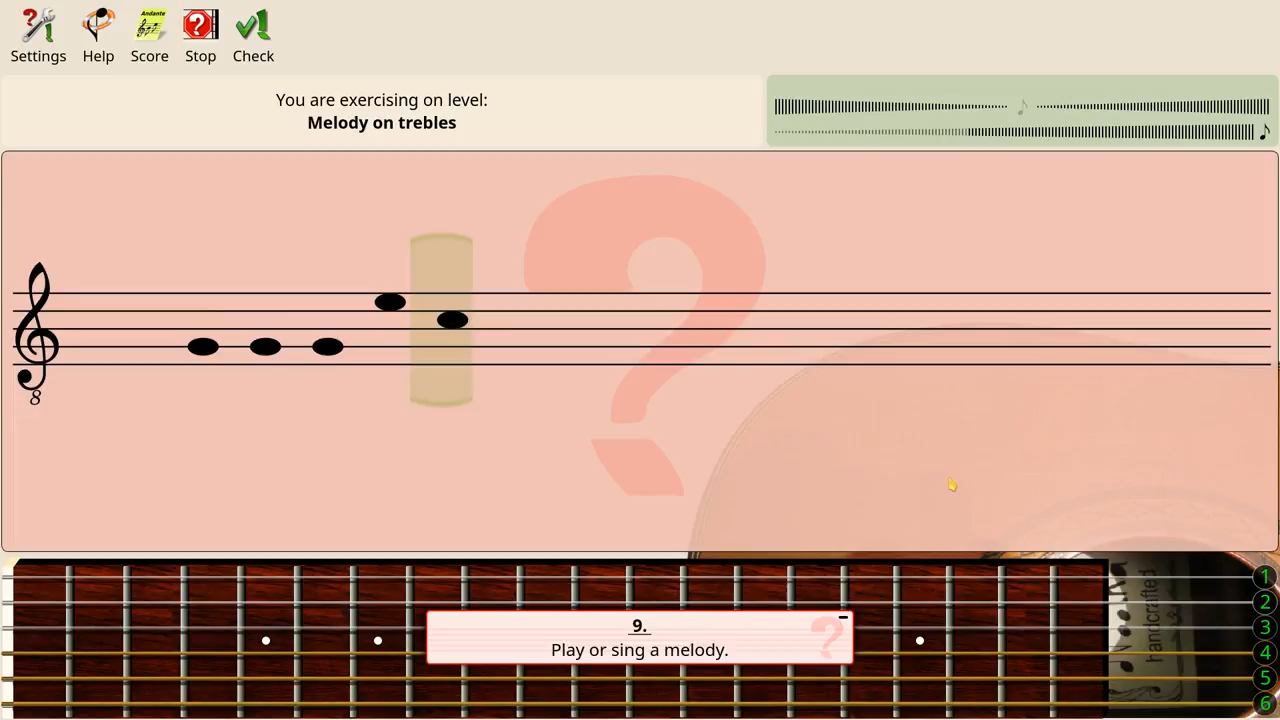 Andante
Settings Help Score Stop Check
You are exercising on level:
Melody on trebles
8
9.
Play or sing a melody.
handcrafted
1
2
3
4
5
6